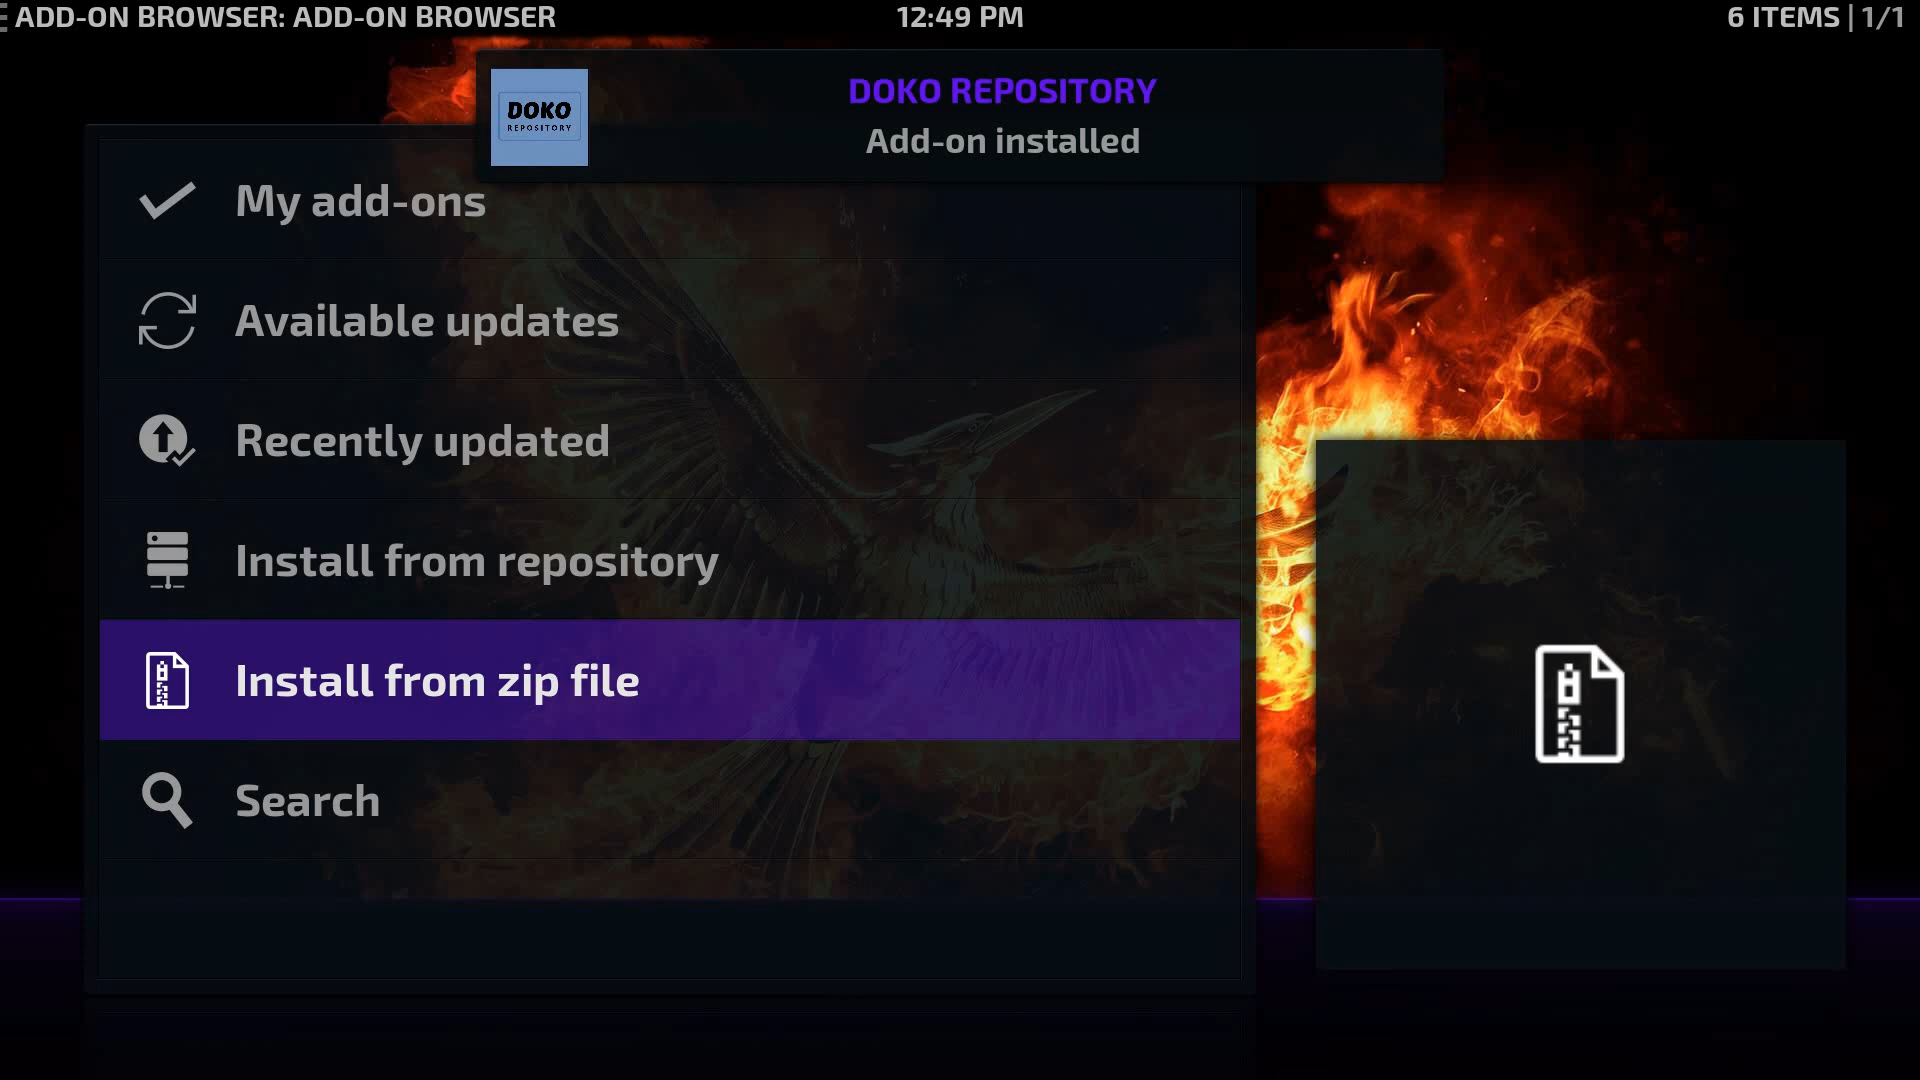 ADD-ON BROWSER: ADD-ON BROWSER
12:49 PM
6 ITEMS | 1/1
DOKO
REPOSITORY
DOKO REPOSITORY
Add-on installed
My add-ons
Available updates
Recently updated
Install from repository
Install from zip file
Search